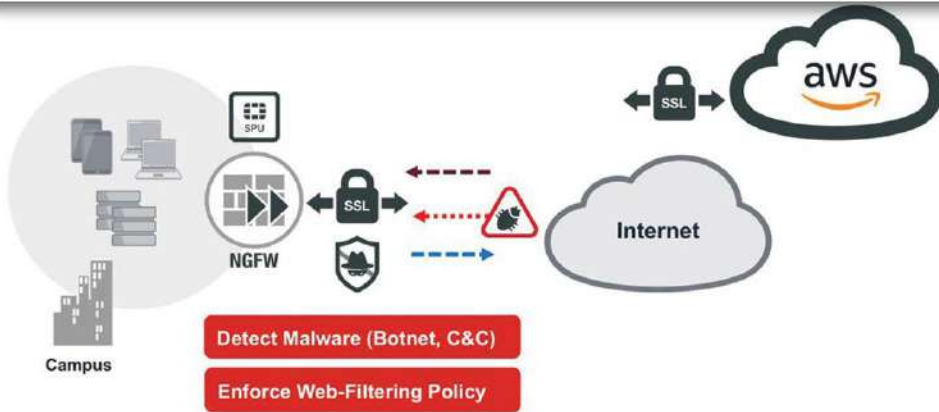 aws
SSL
SPU
SSL
Internet
NGFW
Detect Malware (Botnet, C&C)
Campus
Enforce Web-Filtering Policy